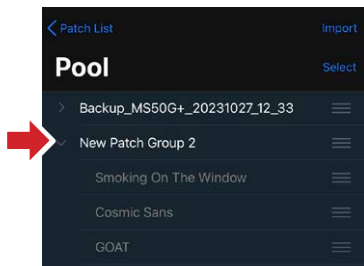 Patch List
Import
Pool
Select
Backup_MS50G+_20231027_12_33
New Patch Group 2
Smoking On The Window
Cosmic Sans
GOAT